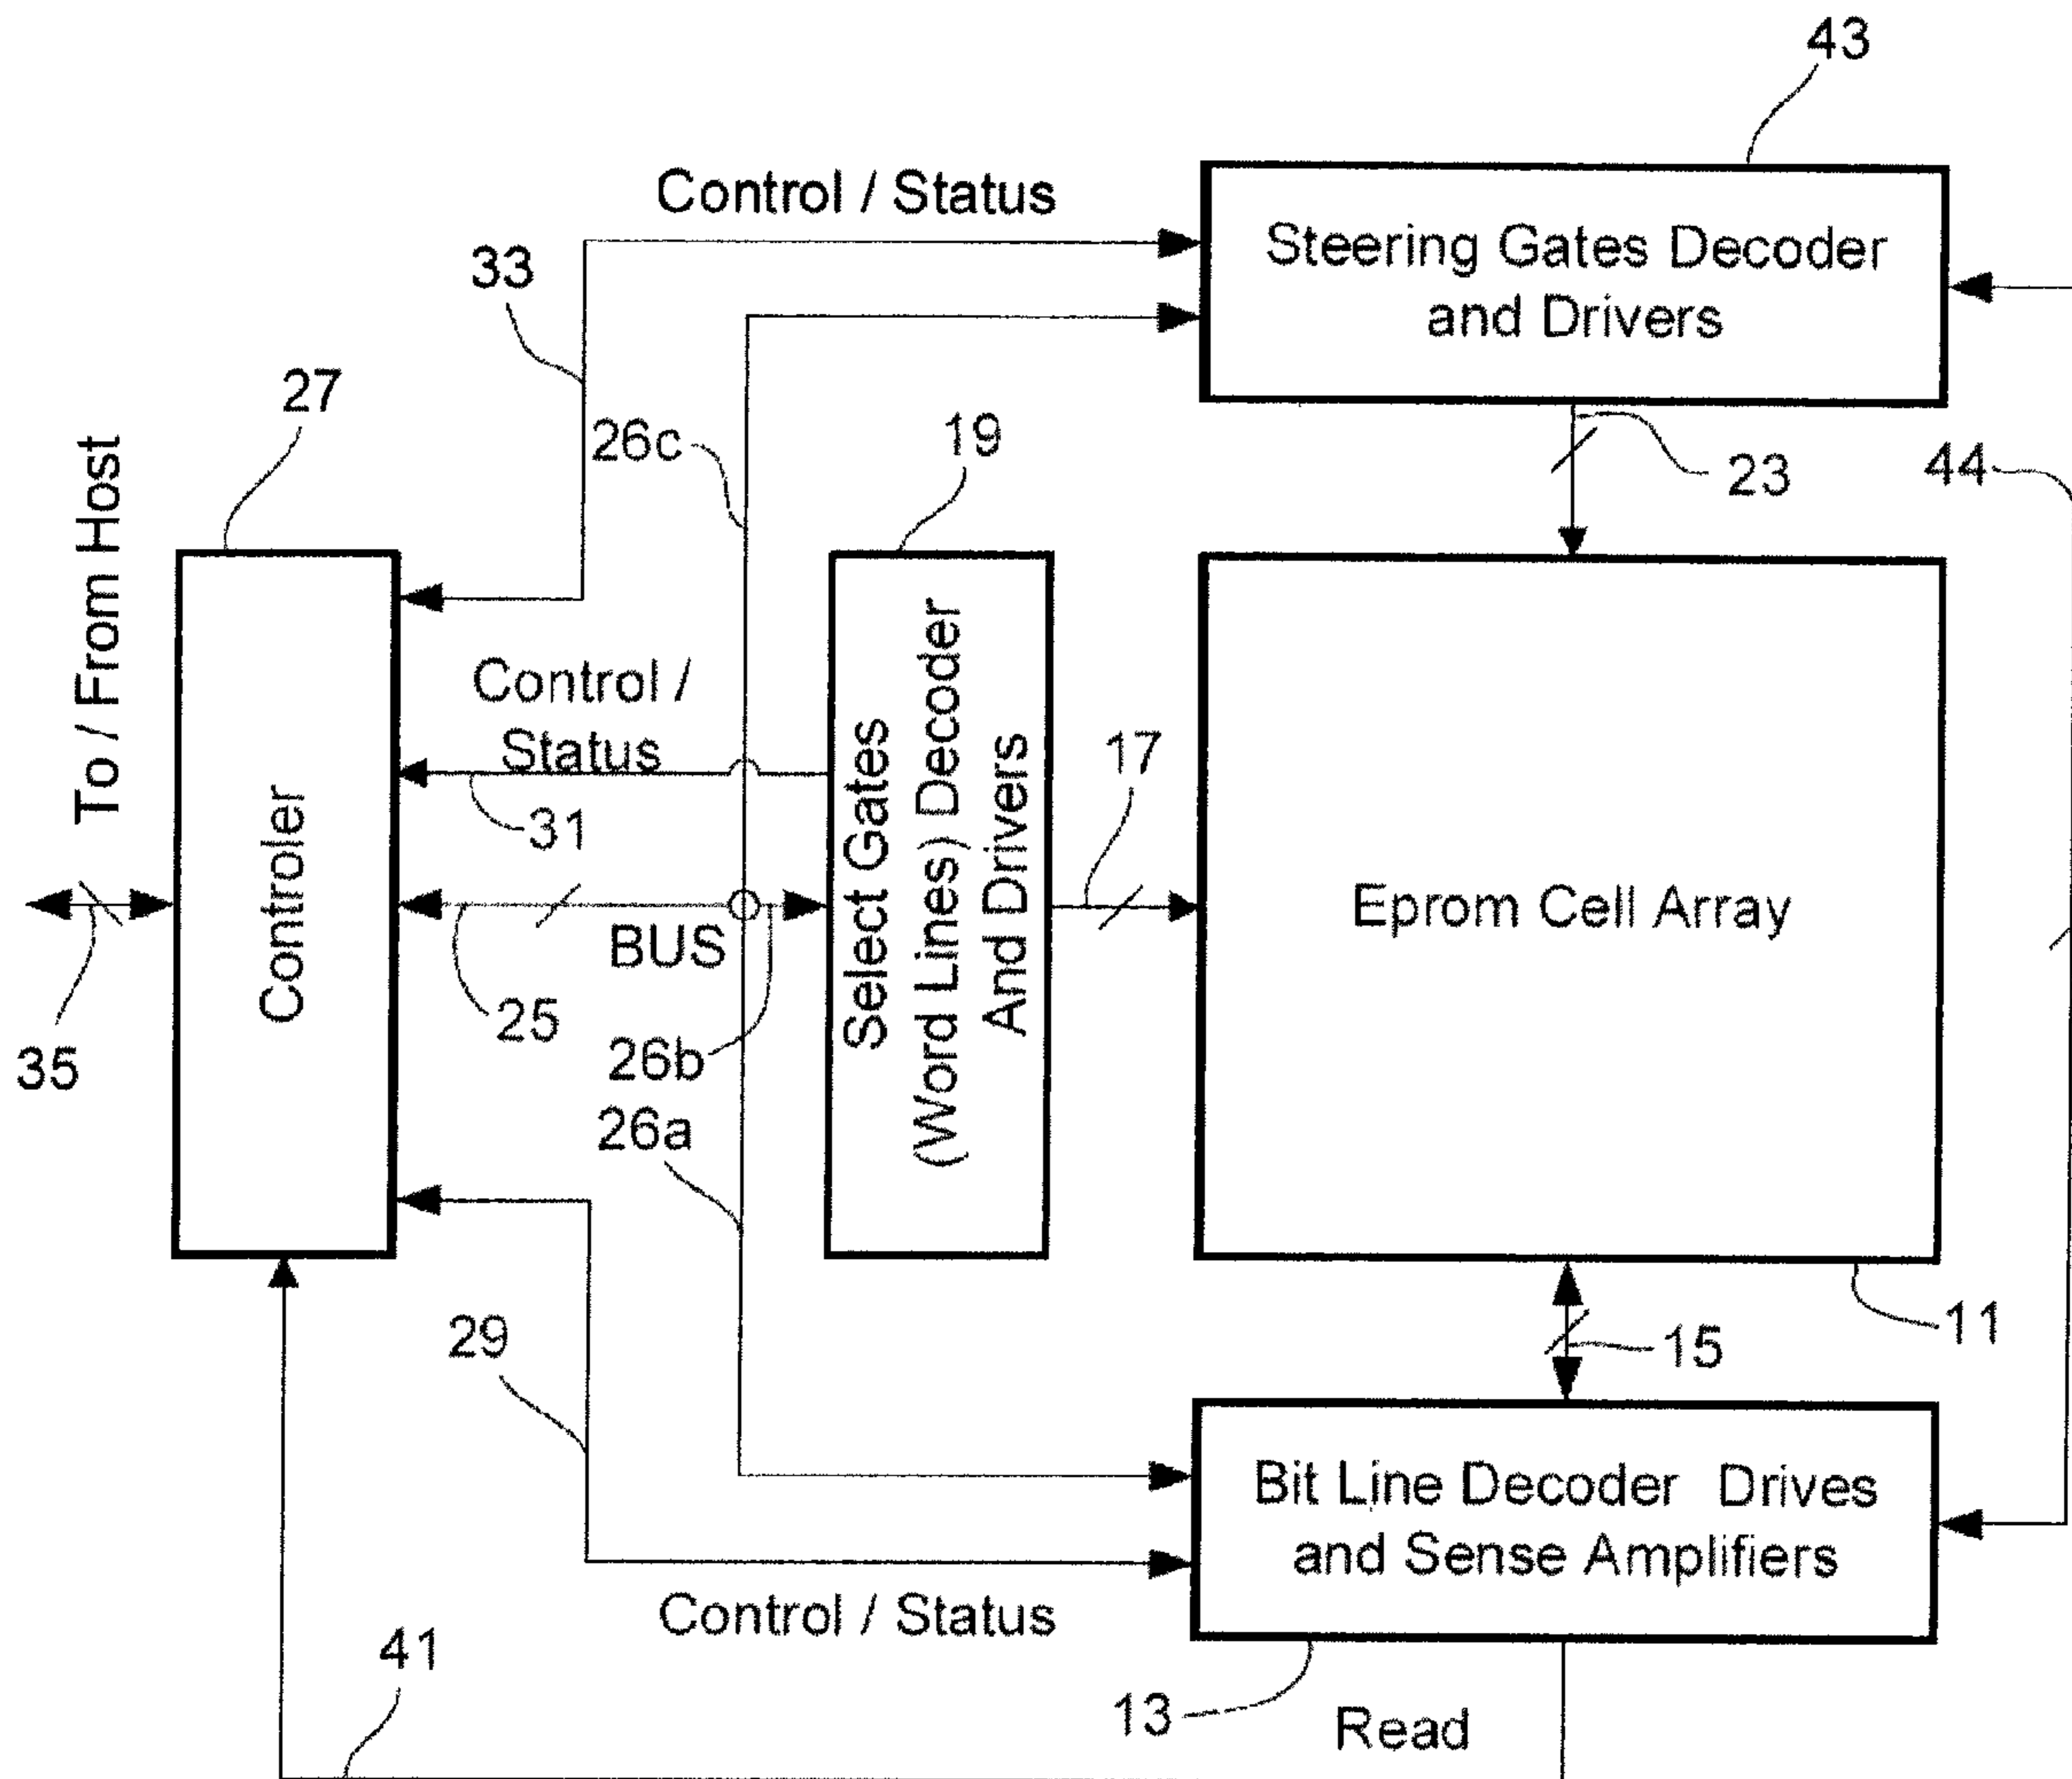 43
Control / Status
Steering Gates Decoder
and Drivers
33
27
26c
19
23
44
To / From Host
Control /
Status
17
31
Controler
Select Gates
(Word Lines) Decoder
And Drivers
Eprom Cell Array
BUS
25
26b
35
26a
29
15
11
Bit Line Decoder Drives
and Sense Amplifiers
Control / Status
41
13
Read